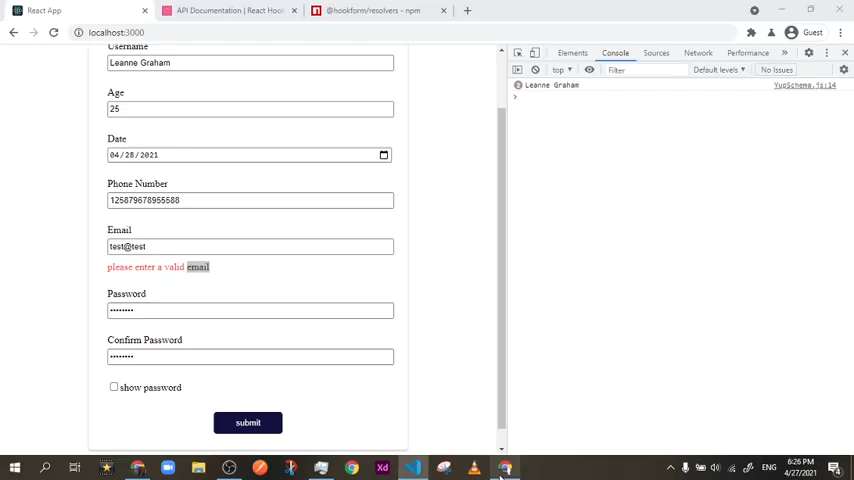 React App
API Documentation | React Hook
@hookform/resolvers - npm
localhost:3000
Guest
Username
Leanne Graham
Age
25
Date
04/28/2021
Phone Number
125879678955588
Email
test@test
please enter a valid email
Password
••••••••
Confirm Password
••••••••
show password
submit
Elements Console Sources Network Performance »
top Filter Default levels No Issues
2 Leanne Graham YupSchema.js:14
Xd
ENG
6:26 PM
4/27/2021
4